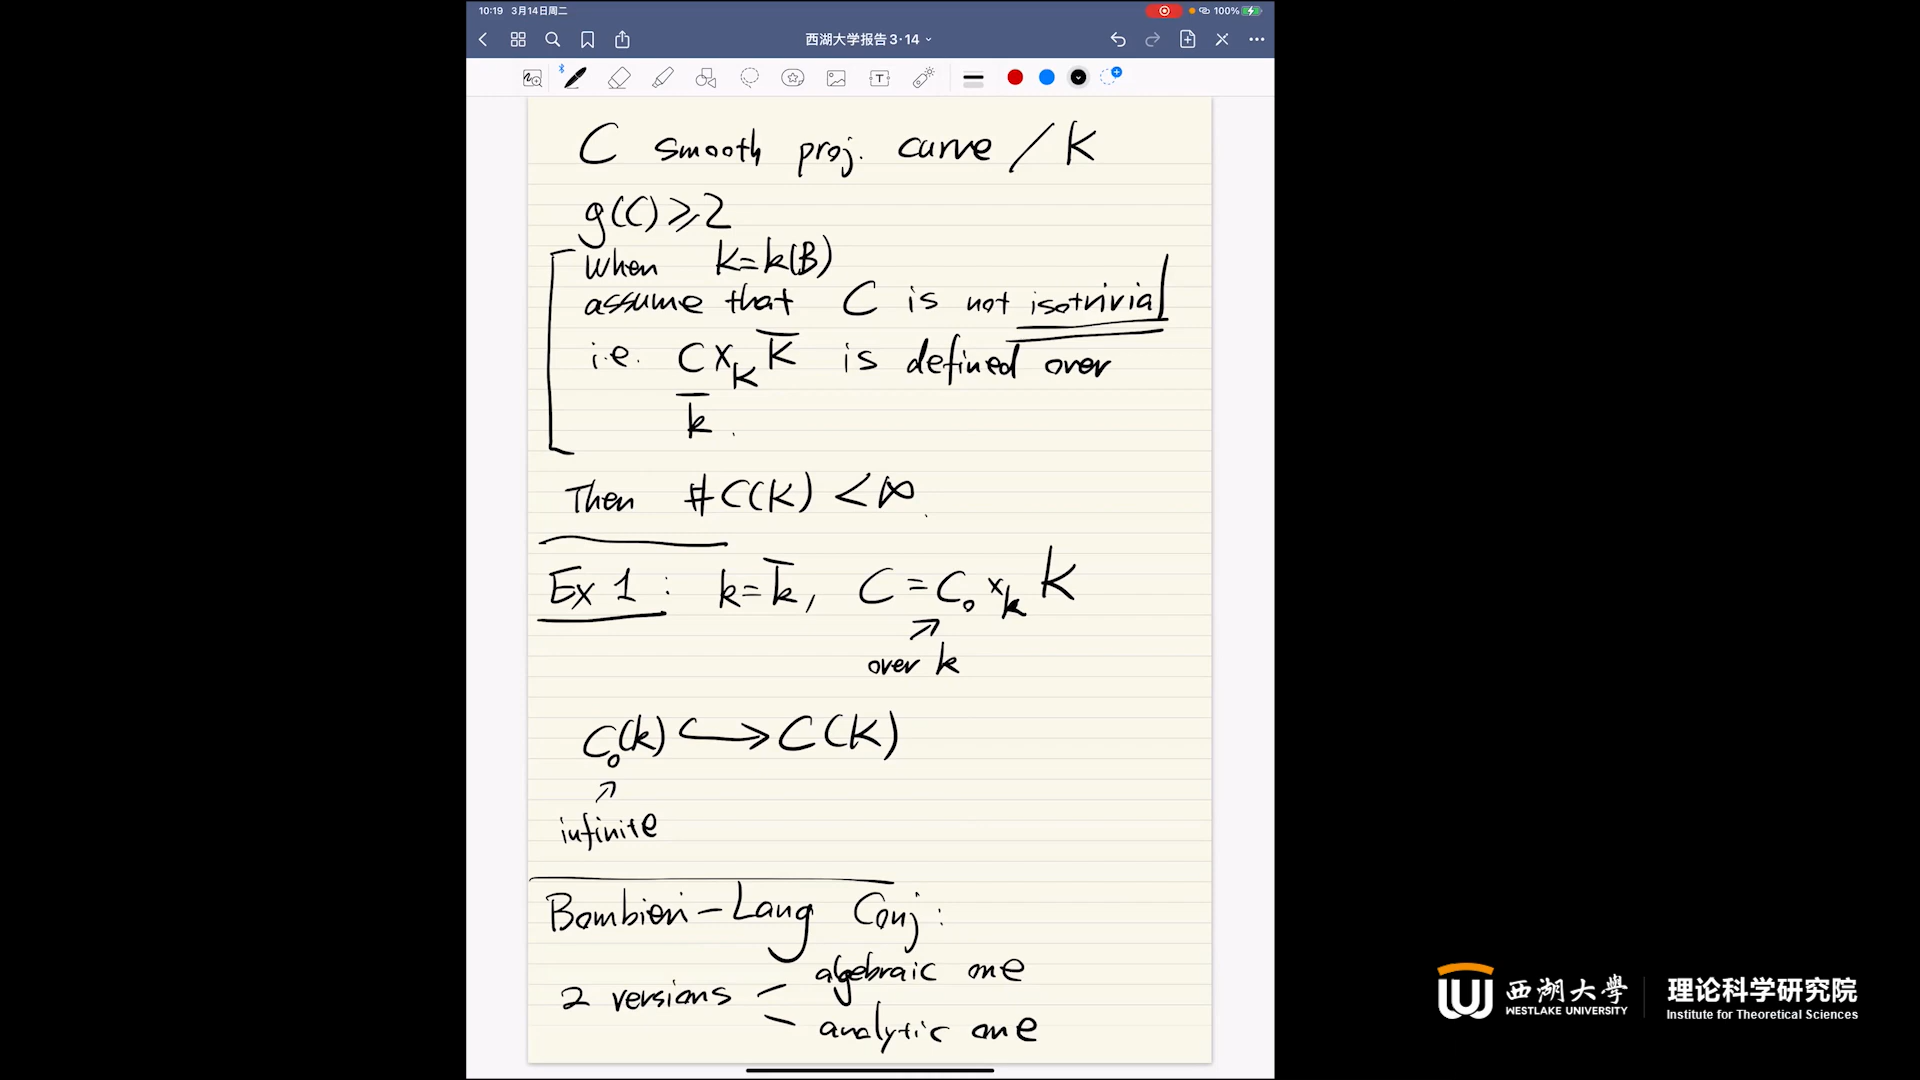 10:19 3月14日周二
100%
西湖大学报告3·14
C smooth proj. curve / K
g(C) ≥ 2
When K=k(B)
assume that C is not isotrivial
i.e. C ×_K K̄ is defined over
k̄.
Then #C(K) < ∞.
Ex 1: k=k̄, C = C₀ ×_k K
over k
C₀(k) ↪ C(K)
infinite
Bombieri-Lang Conj:
2 versions
algebraic one
analytic one
西湖大學
WESTLAKE UNIVERSITY
理论科学研究院
Institute for Theoretical Sciences